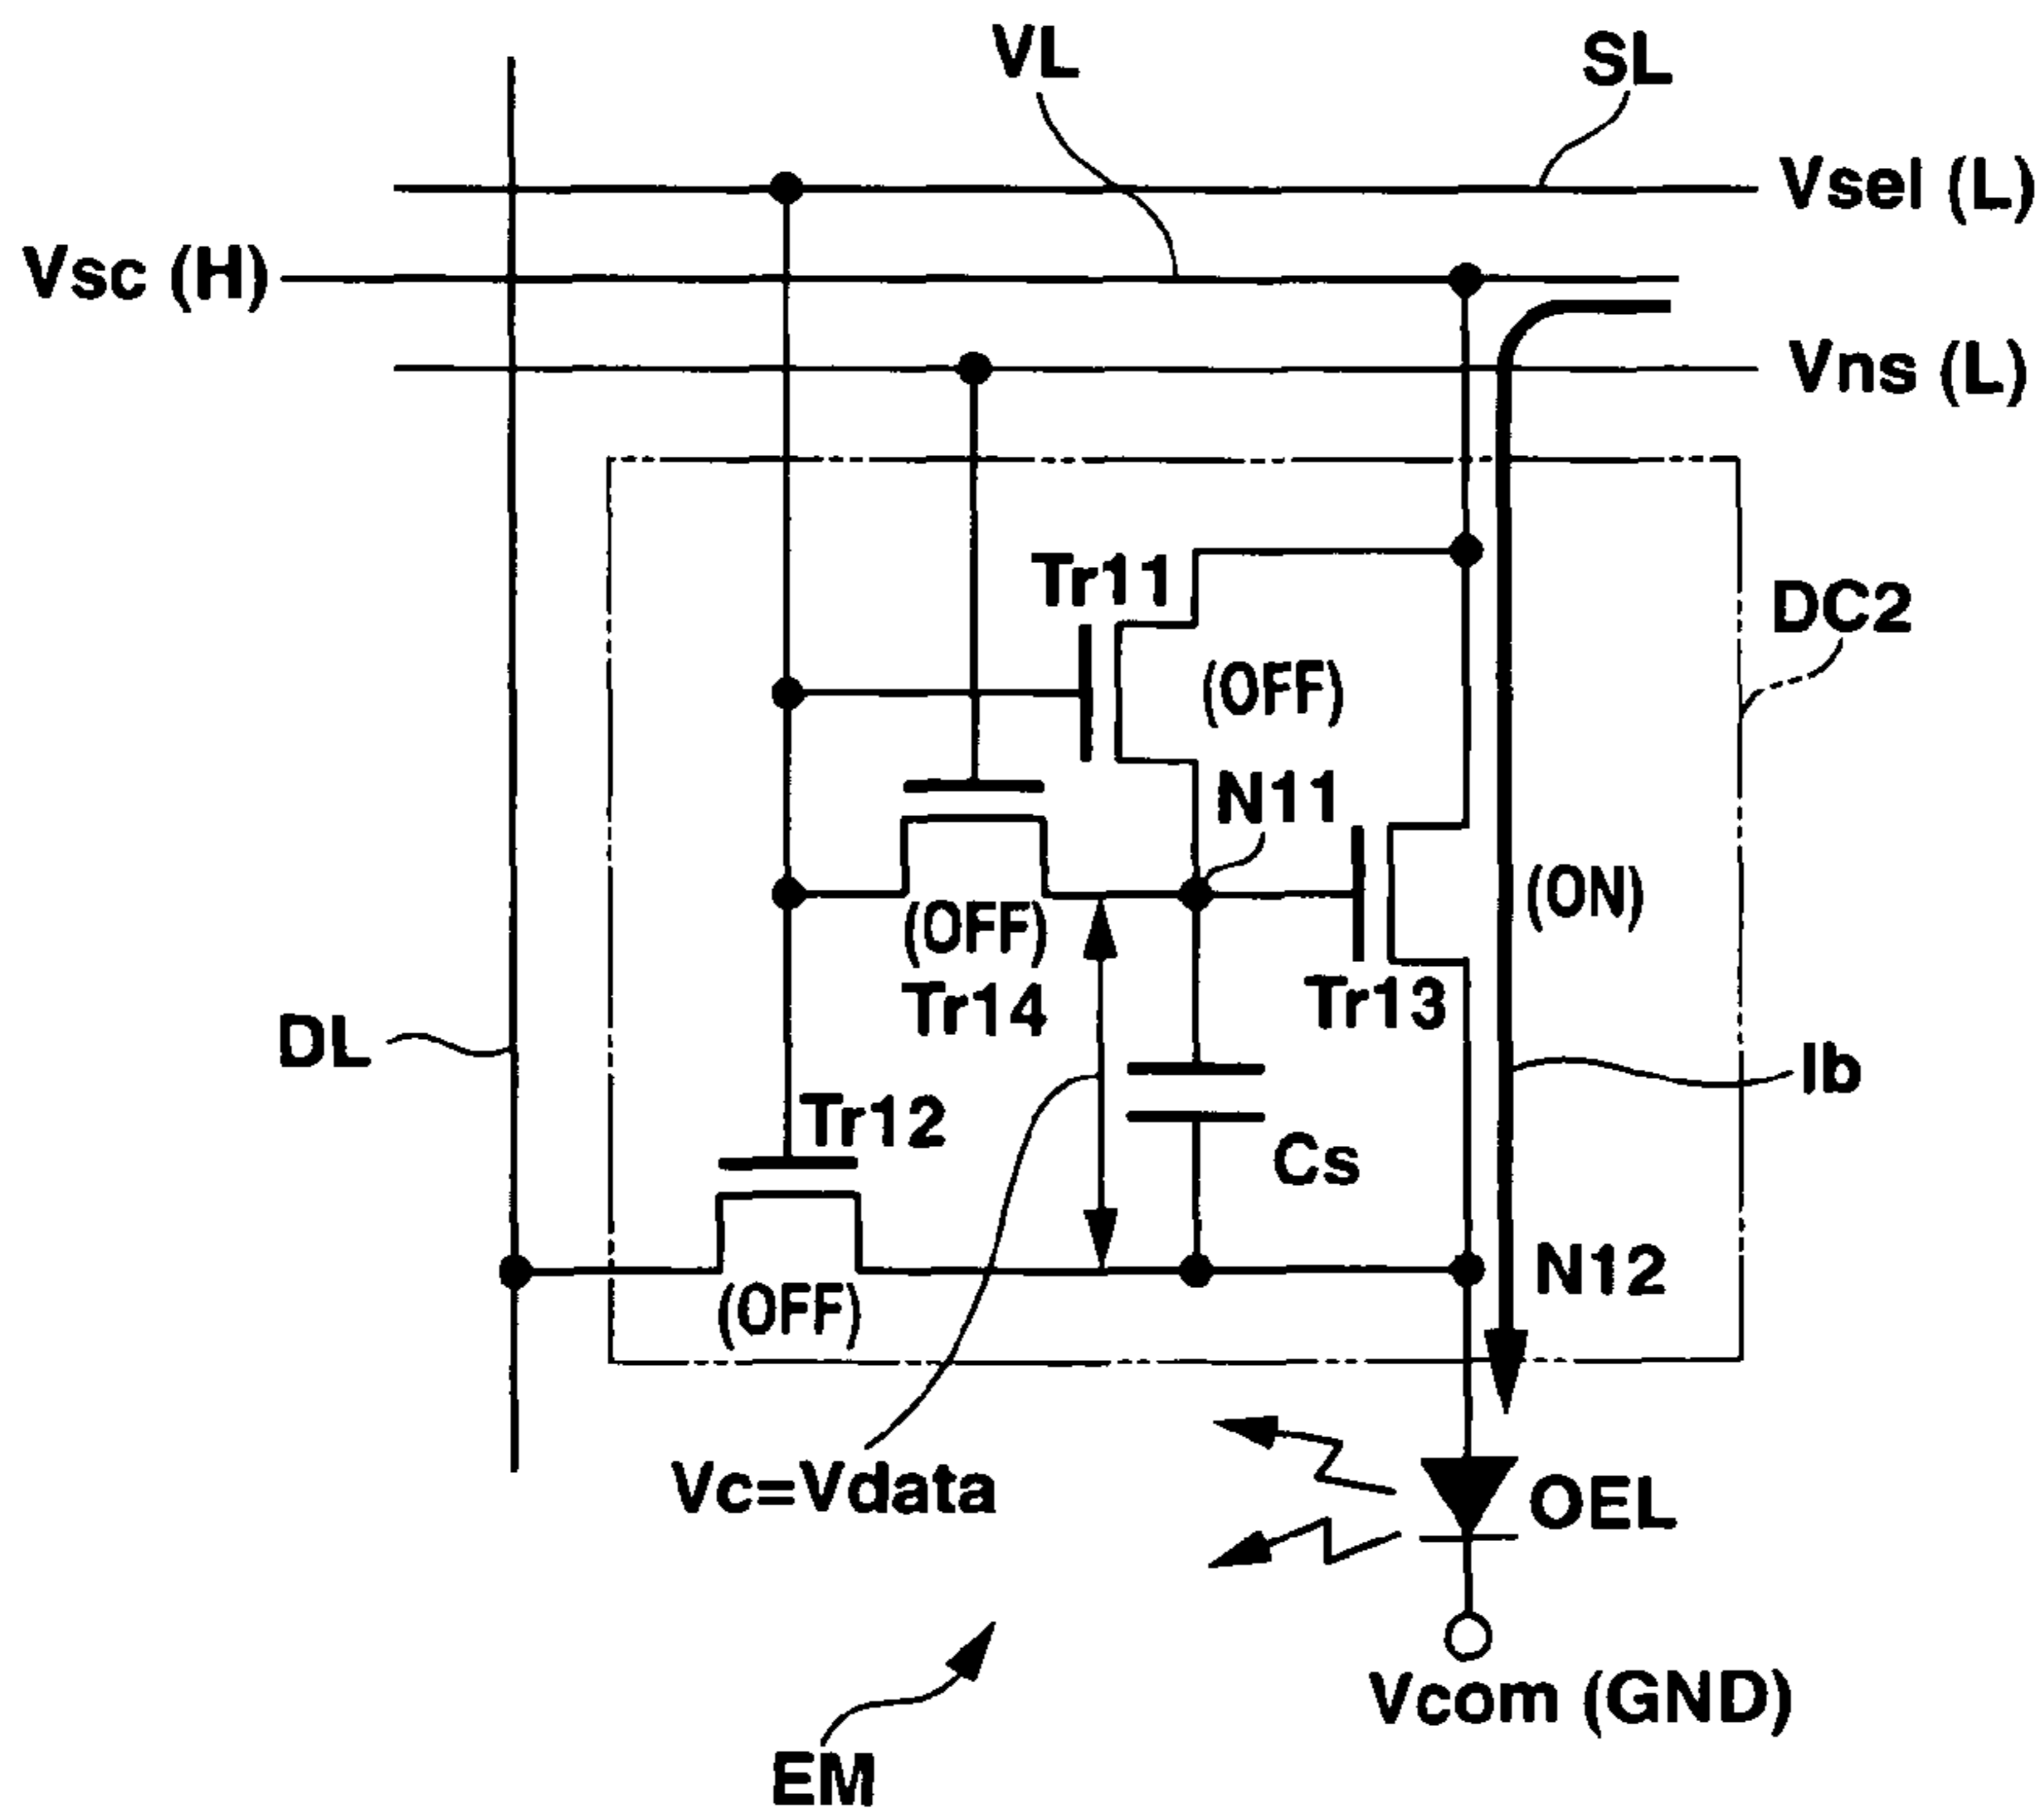 VL
SL
Vsel (L)
Vsc (H)
Vns (L)
Tr11
DC2
(OFF)
N11
(ON)
(OFF)
Tr14
Tr13
DL
Ib
Tr12
Cs
N12
(OFF)
Vc=Vdata
OEL
Vcom (GND)
EM